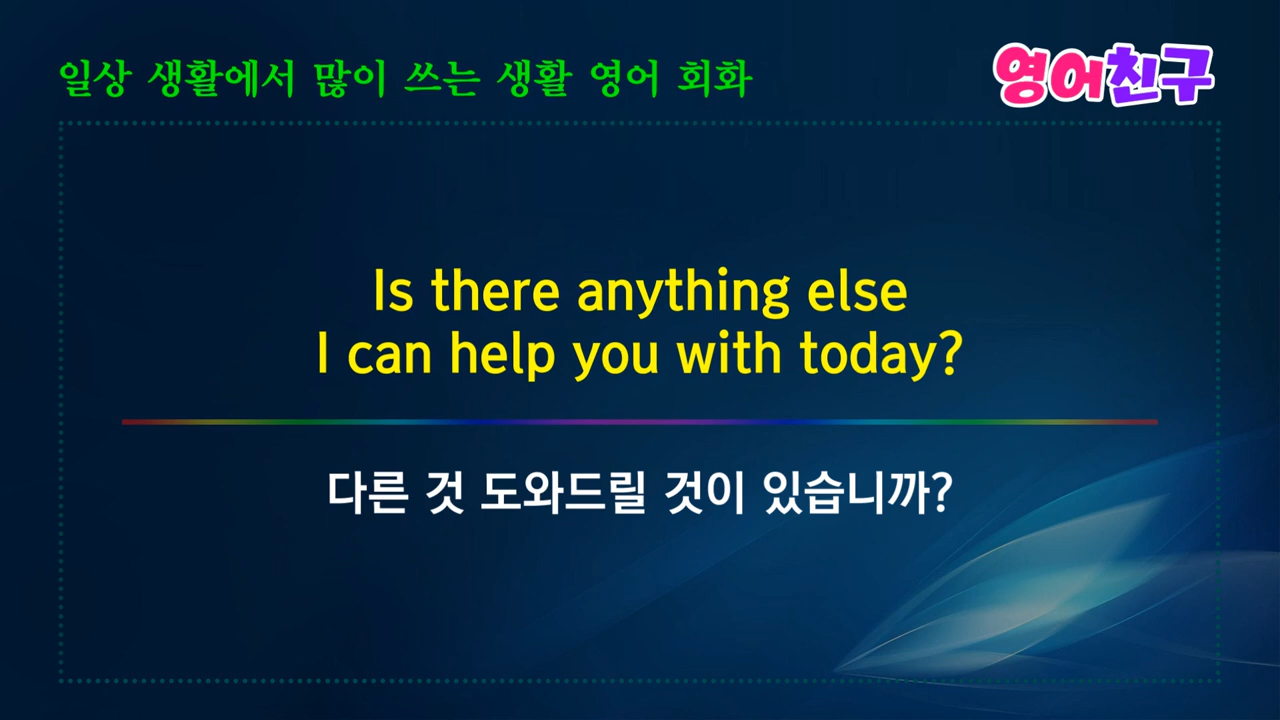 일상 생활에서 많이 쓰는 생활 영어 회화
영어친구
Is there anything else
I can help you with today?
다른 것 도와드릴 것이 있습니까?